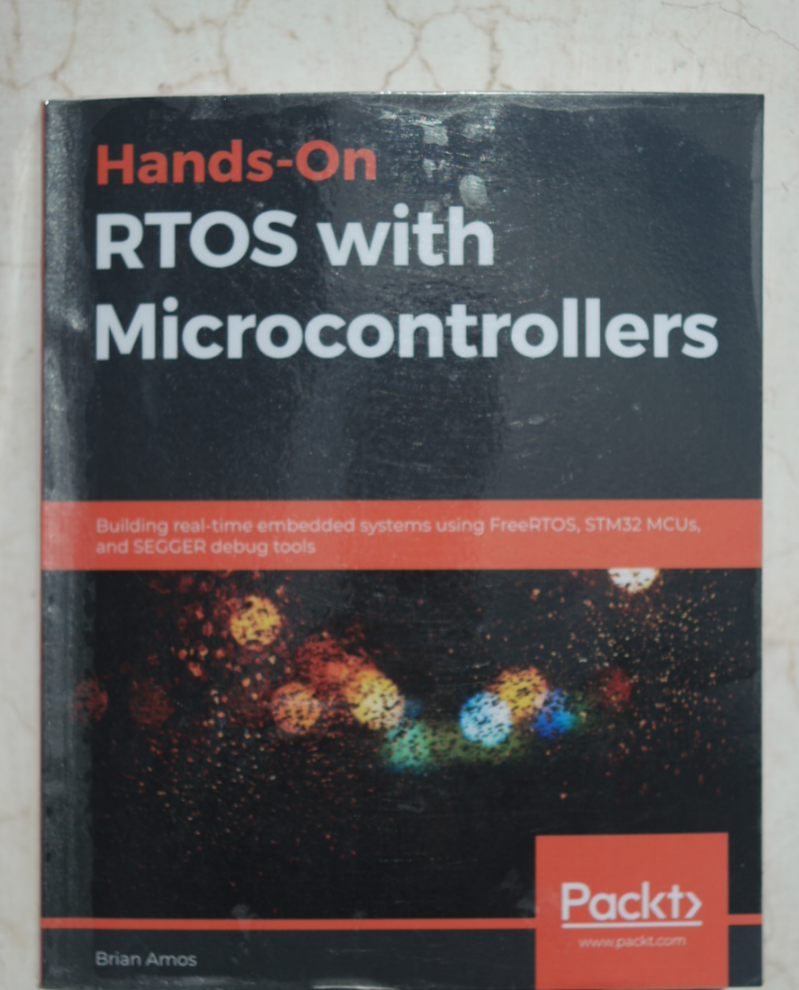 Hands-On
RTOS with
Microcontrollers
Building real-time embedded systems using FreeRTOS, STM32 MCUs,
and SEGGER debug tools
Packt>
www.packt.com
Brian Amos